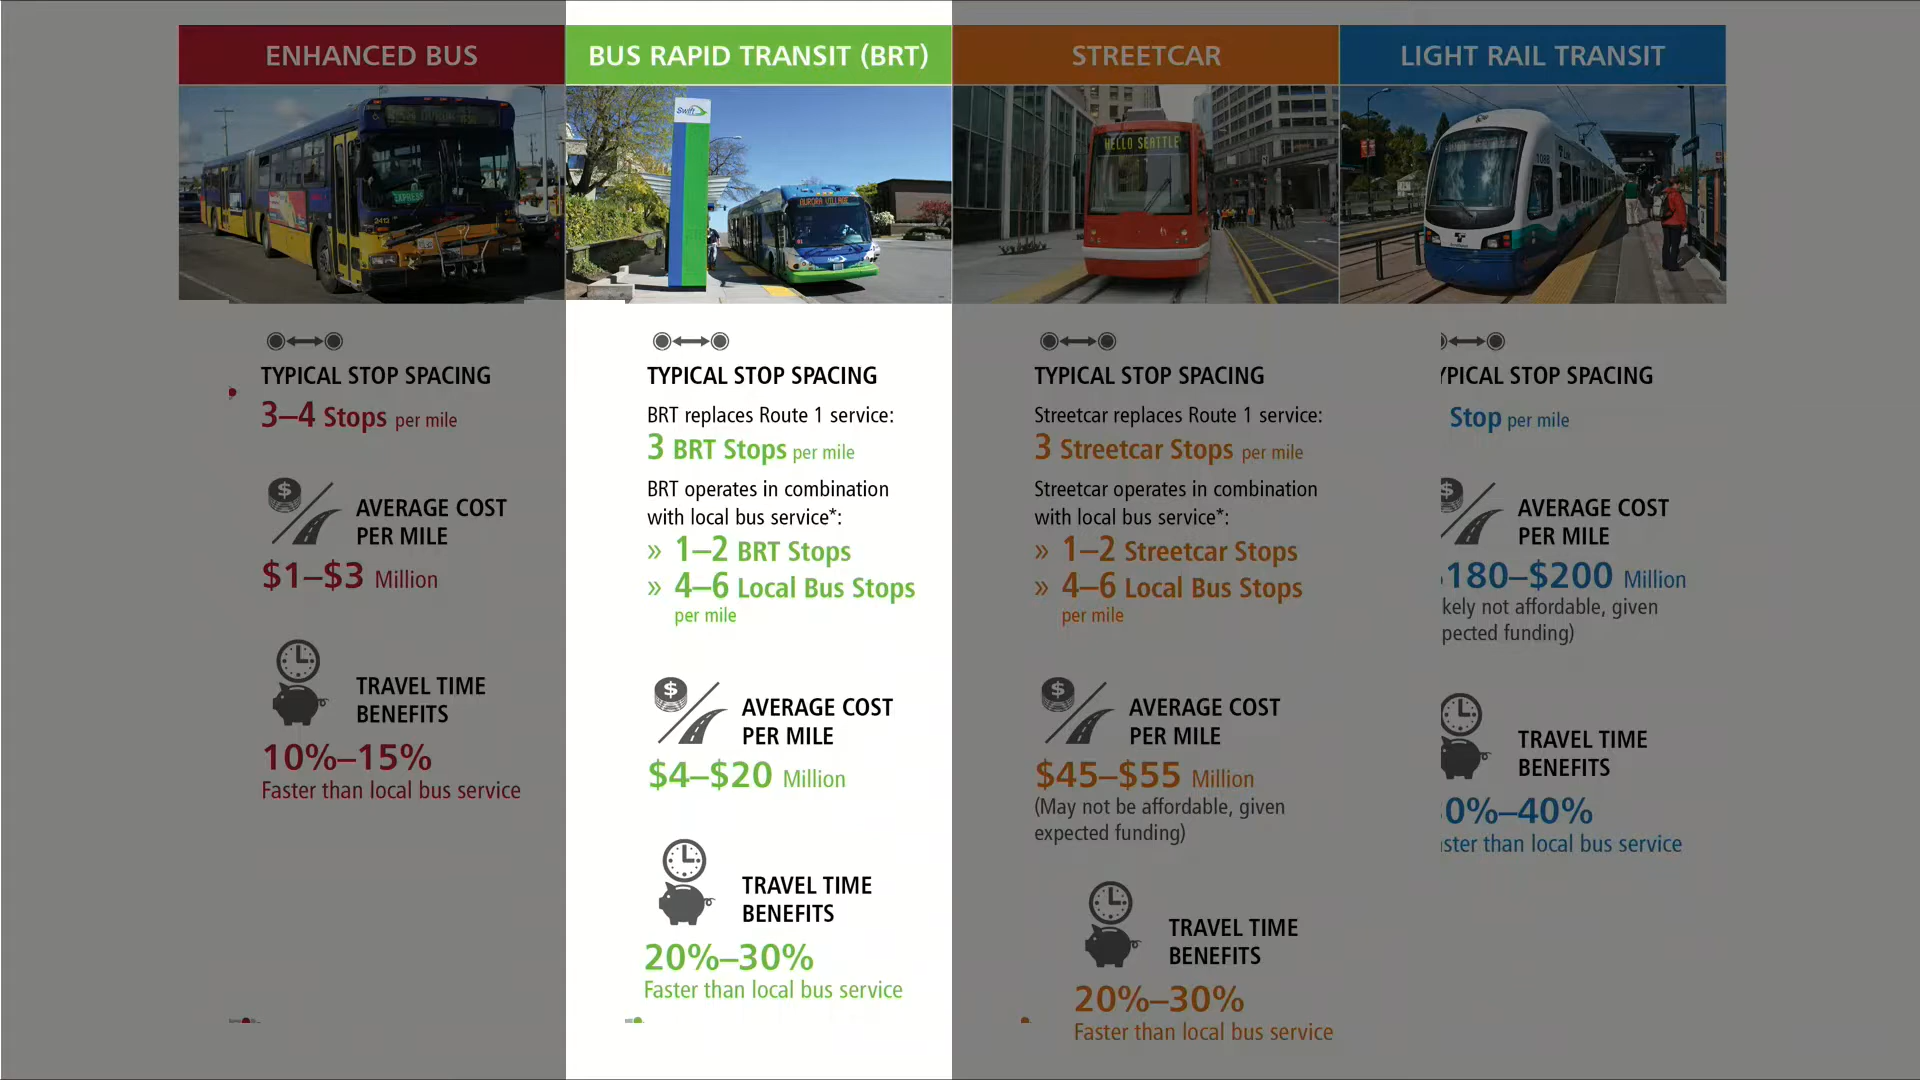 ENHANCED BUS
TYPICAL STOP SPACING
3–4 Stops per mile
AVERAGE COST
PER MILE
$1–$3 Million
TRAVEL TIME
BENEFITS
10%–15%
Faster than local bus service
BUS RAPID TRANSIT (BRT)
Swift
AURORA VILLAGE
TYPICAL STOP SPACING
BRT replaces Route 1 service:
3 BRT Stops per mile
BRT operates in combination
with local bus service*:
» 1–2 BRT Stops
» 4–6 Local Bus Stops
per mile
AVERAGE COST
PER MILE
$4–$20 Million
TRAVEL TIME
BENEFITS
20%–30%
Faster than local bus service
STREETCAR
HELLO SEATTLE
TYPICAL STOP SPACING
Streetcar replaces Route 1 service:
3 Streetcar Stops per mile
Streetcar operates in combination
with local bus service*:
» 1–2 Streetcar Stops
» 4–6 Local Bus Stops
per mile
AVERAGE COST
PER MILE
$45–$55 Million
(May not be affordable, given
expected funding)
TRAVEL TIME
BENEFITS
20%–30%
Faster than local bus service
LIGHT RAIL TRANSIT
YPICAL STOP SPACING
Stop per mile
AVERAGE COST
PER MILE
180–$200 Million
kely not affordable, given
pected funding)
TRAVEL TIME
BENEFITS
0%–40%
ster than local bus service
EXPRESS
2412